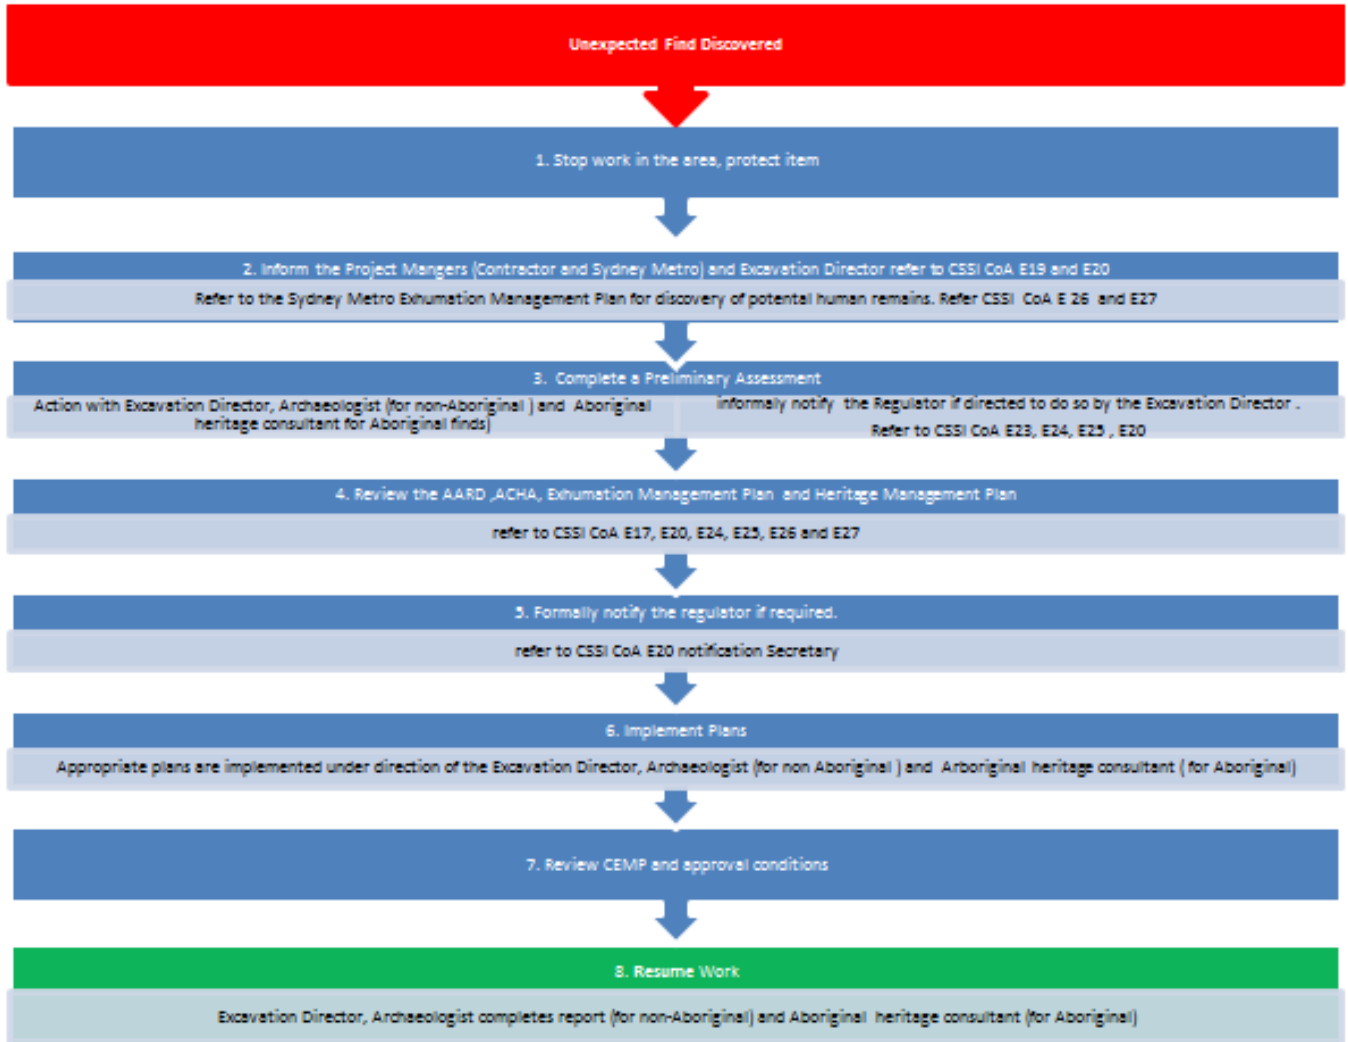 Unexpected Find Discovered
1. Stop work in the area, protect item
2. Inform the Project Mangers (Contractor and Sydney Metro) and Excavation Director refer to CSSI CoA E19 and E20
Refer to the Sydney Metro Exhumation Management Plan for discovery of potental human remains. Refer CSSI CoA E 26 and E27
3. Complete a Preliminary Assessment
Action with Excavation Director, Archaeologist (for non-Aboriginal ) and Aboriginal
heritage consultant for Aboriginal finds)
informally notify the Regulator if directed to do so by the Excavation Director .
Refer to CSSI CoA E23, E24, E25 , E20
4. Review the AARD ,ACHA, Exhumation Management Plan and Heritage Management Plan
refer to CSSI CoA E17, E20, E24, E25, E26 and E27
5. Formally notify the regulator if required.
refer to CSSI CoA E20 notification Secretary
6. Implement Plans
Appropriate plans are implemented under direction of the Excavation Director, Archaeologist (for non Aboriginal ) and Arboriginal heritage consultant ( for Aboriginal)
7. Review CEMP and approval conditions
8. Resume Work
Excavation Director, Archaeologist completes report (for non-Aboriginal) and Aboriginal heritage consultant (for Aboriginal)